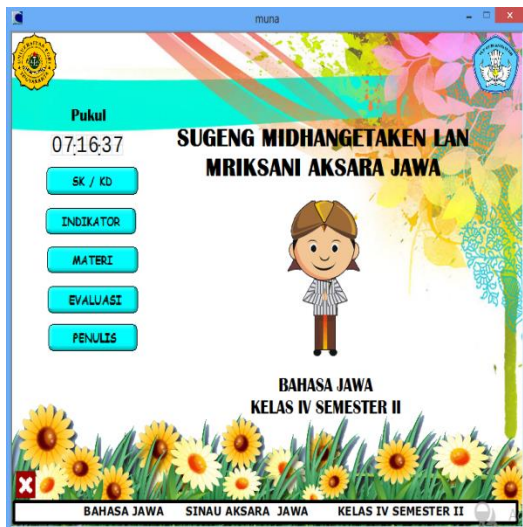 muna
Pukul
07:16:37
SK / KD
INDIKATOR
MATERI
EVALUASI
PENULIS
SUGENG MIDHANGETAKEN LAN
MRIKSANI AKSARA JAWA
BAHASA JAWA
KELAS IV SEMESTER II
BAHASA JAWA SINAU AKSARA JAWA KELAS IV SEMESTER II